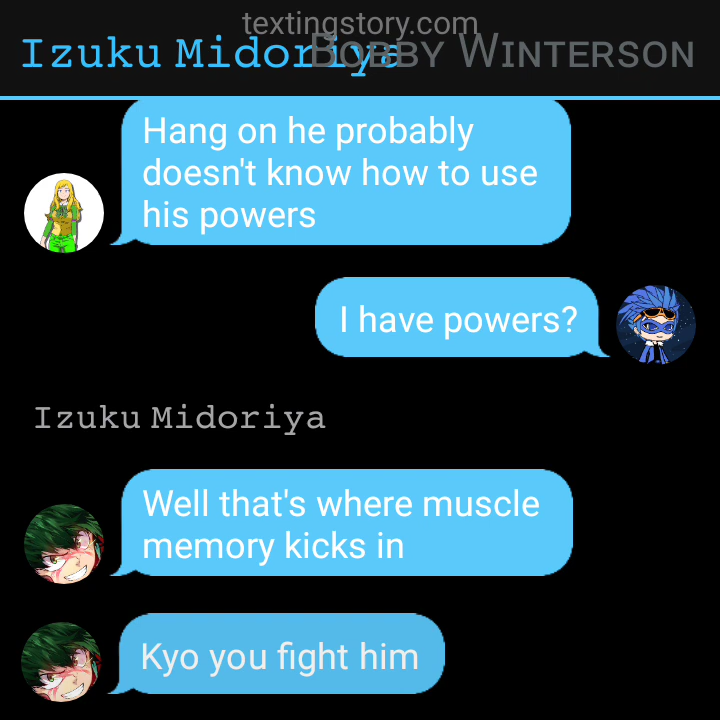 textingstory.com
Izuku Midoriya
Bobby Winterson
Hang on he probably
doesn't know how to use
his powers
I have powers?
Izuku Midoriya
Well that's where muscle
memory kicks in
Kyo you fight him